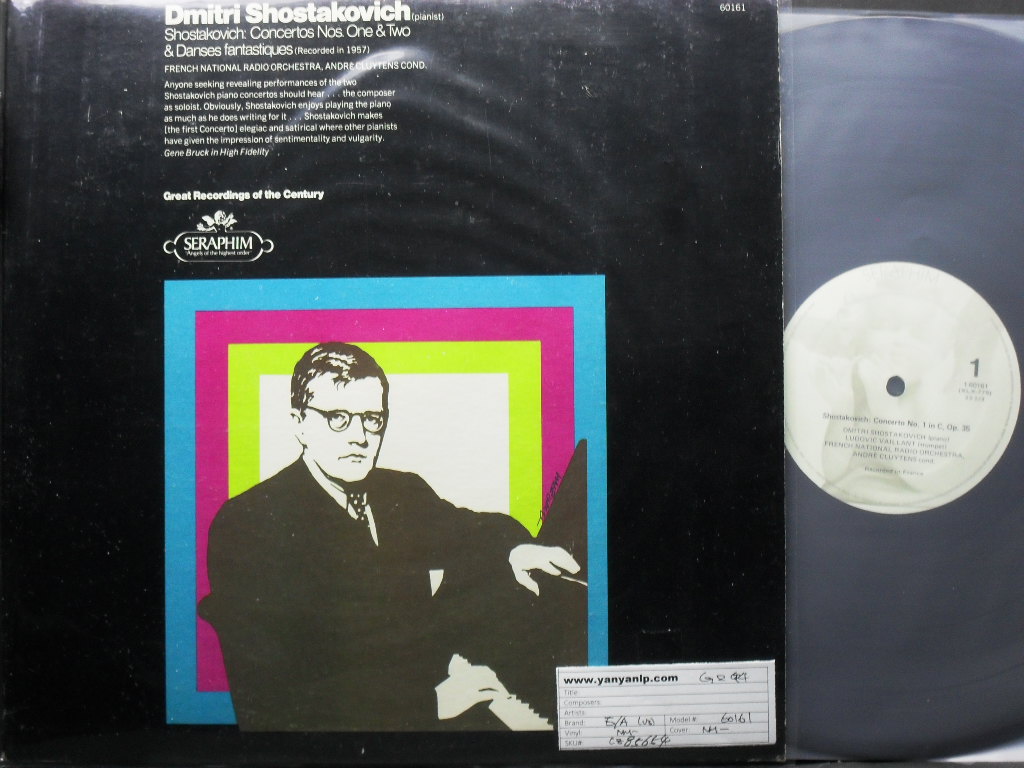 Dmitri Shostakovich (pianist)
60161
Shostakovich: Concertos Nos. One & Two
& Danses fantastiques (Recorded in 1957)
FRENCH NATIONAL RADIO ORCHESTRA, ANDRÉ CLUYTENS COND.
Anyone seeking revealing performances of the two
Shostakovich piano concertos should hear . . . the composer
as soloist. Obviously, Shostakovich enjoys playing the piano
as much as he does writing for it . . . Shostakovich makes
[the first Concerto] elegiac and satirical where other pianists
have given the impression of sentimentality and vulgarity.
Gene Bruck in High Fidelity
Great Recordings of the Century
SERAPHIM
"Angels of the highest order"
www.yanyanlp.com
Title:
Composers:
Artists:
Brand: E/A (US) Model #: 60161
Vinyl: NM- Cover: NM-
SKU#
1
Shostakovich: Concerto No. 1 in C, Op. 35
DMITRI SHOSTAKOVICH (piano)
LUDOVIC VAILLANT (trumpet)
FRENCH NATIONAL RADIO ORCHESTRA,
ANDRÉ CLUYTENS cond.
Recorded in France